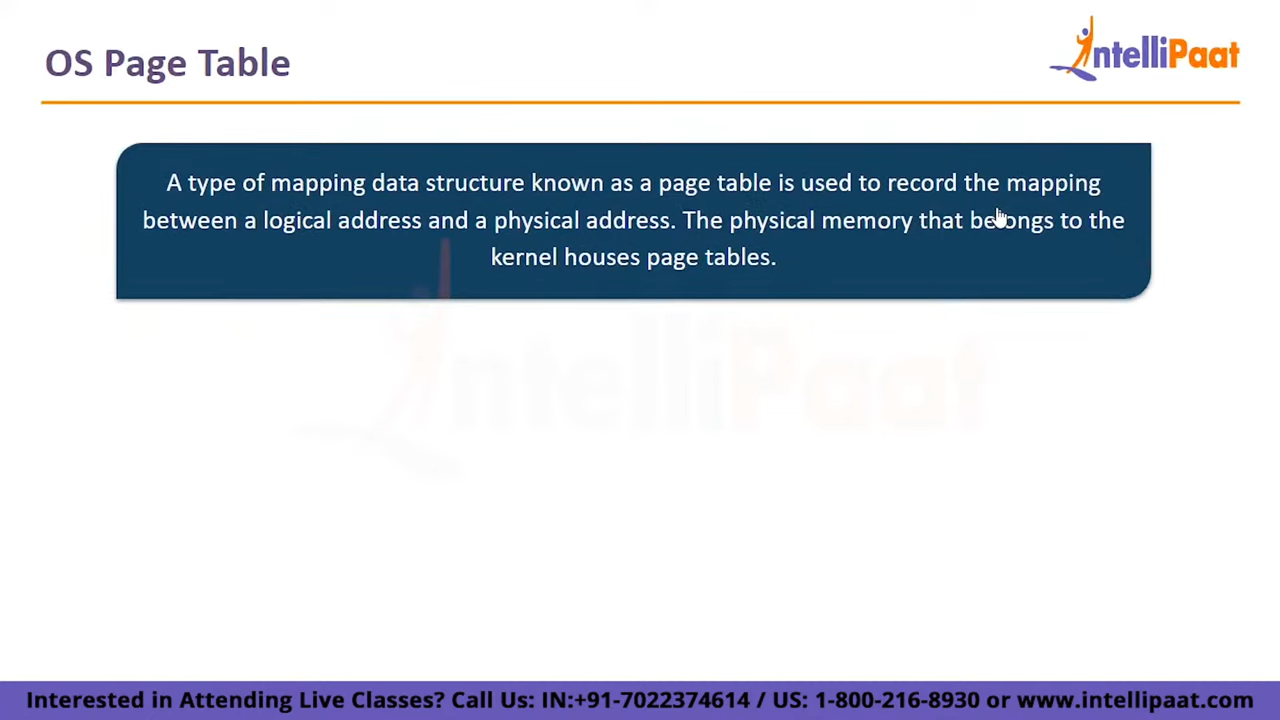 OS Page Table
IntelliPaat
A type of mapping data structure known as a page table is used to record the mapping
between a logical address and a physical address. The physical memory that belongs to the
kernel houses page tables.
IntelliPaat
Interested in Attending Live Classes? Call Us: IN:+91-7022374614 / US: 1-800-216-8930 or www.intellipaat.com